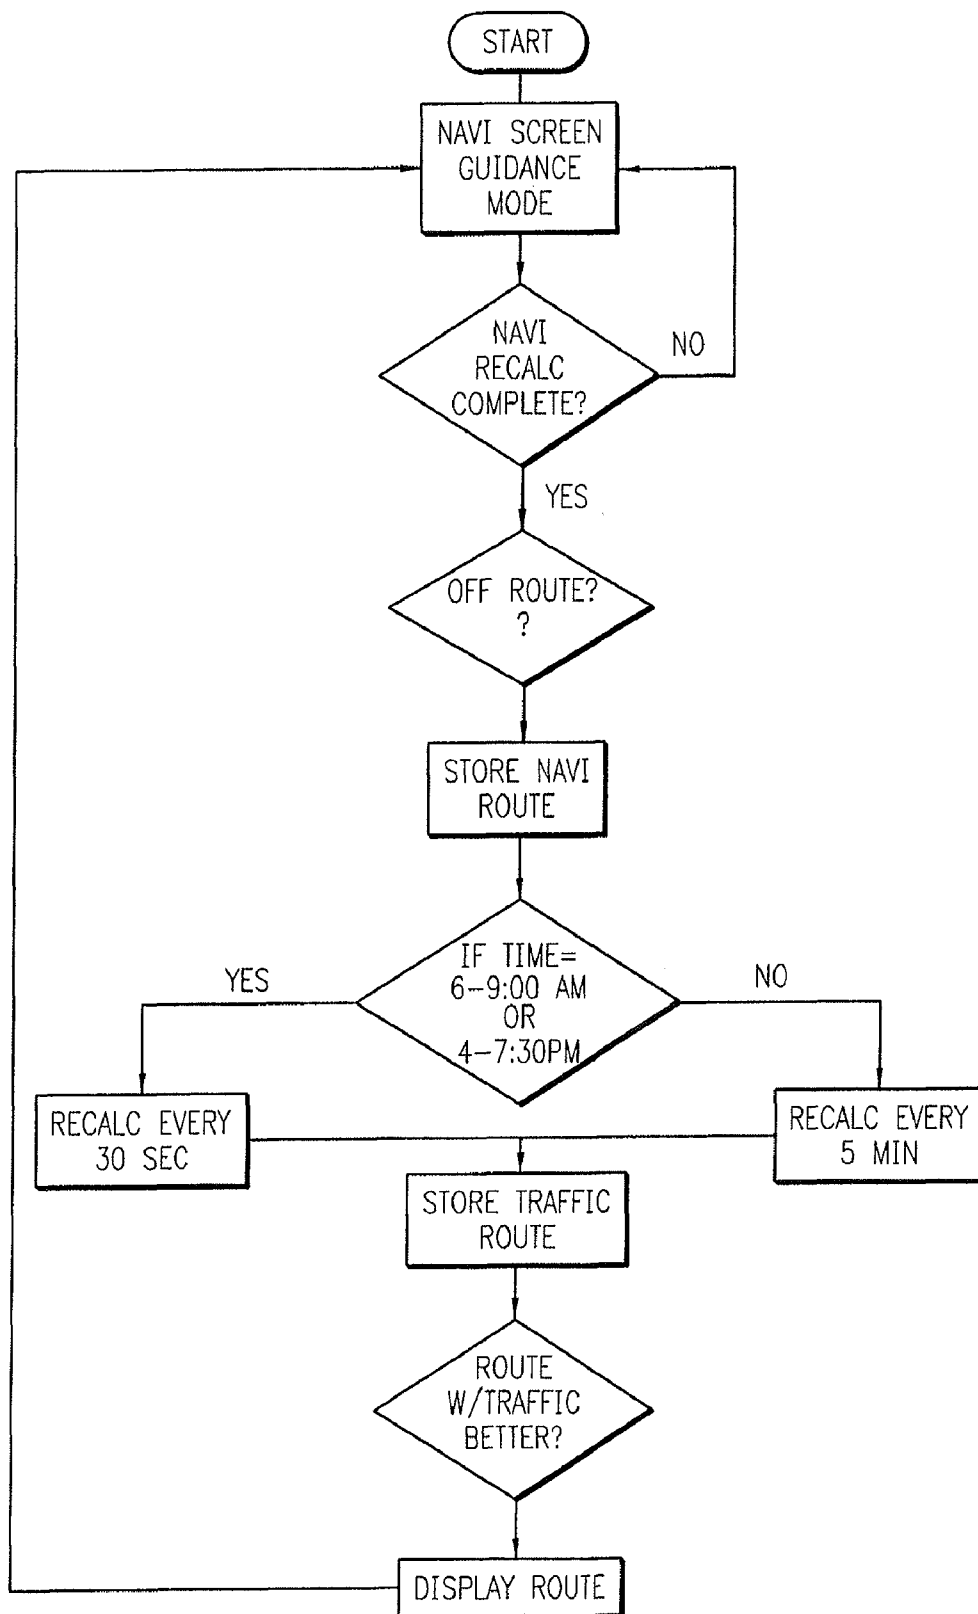 START
NAVI SCREEN
GUIDANCE
MODE
NAVI
RECALC
COMPLETE?
NO
YES
OFF ROUTE?
?
STORE NAVI
ROUTE
IF TIME=
6-9:00 AM
OR
4-7:30PM
YES
NO
RECALC EVERY
30 SEC
RECALC EVERY
5 MIN
STORE TRAFFIC
ROUTE
ROUTE
W/TRAFFIC
BETTER?
DISPLAY ROUTE